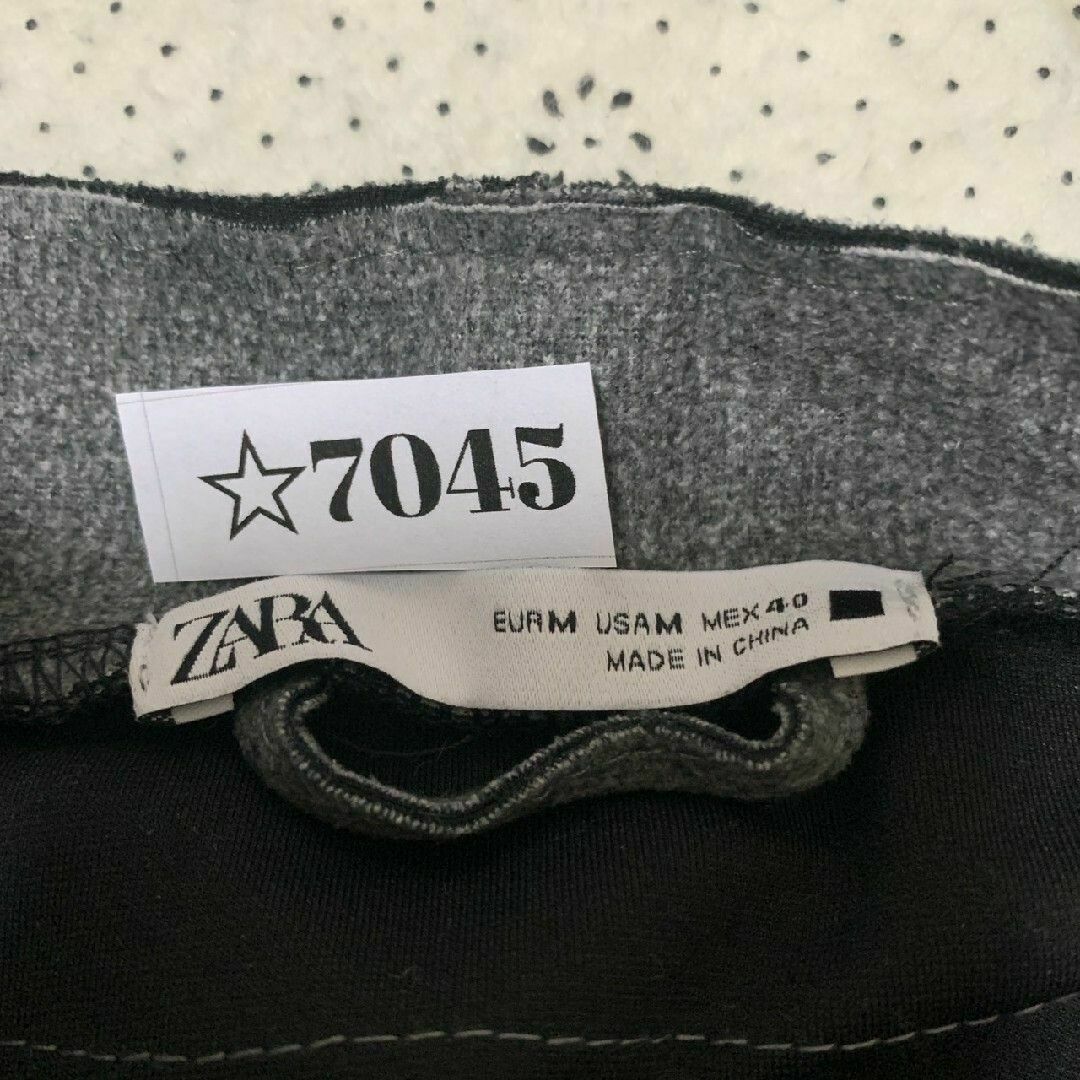 ☆7045
ZARA
EUR M USA M MEX 40
MADE IN CHINA